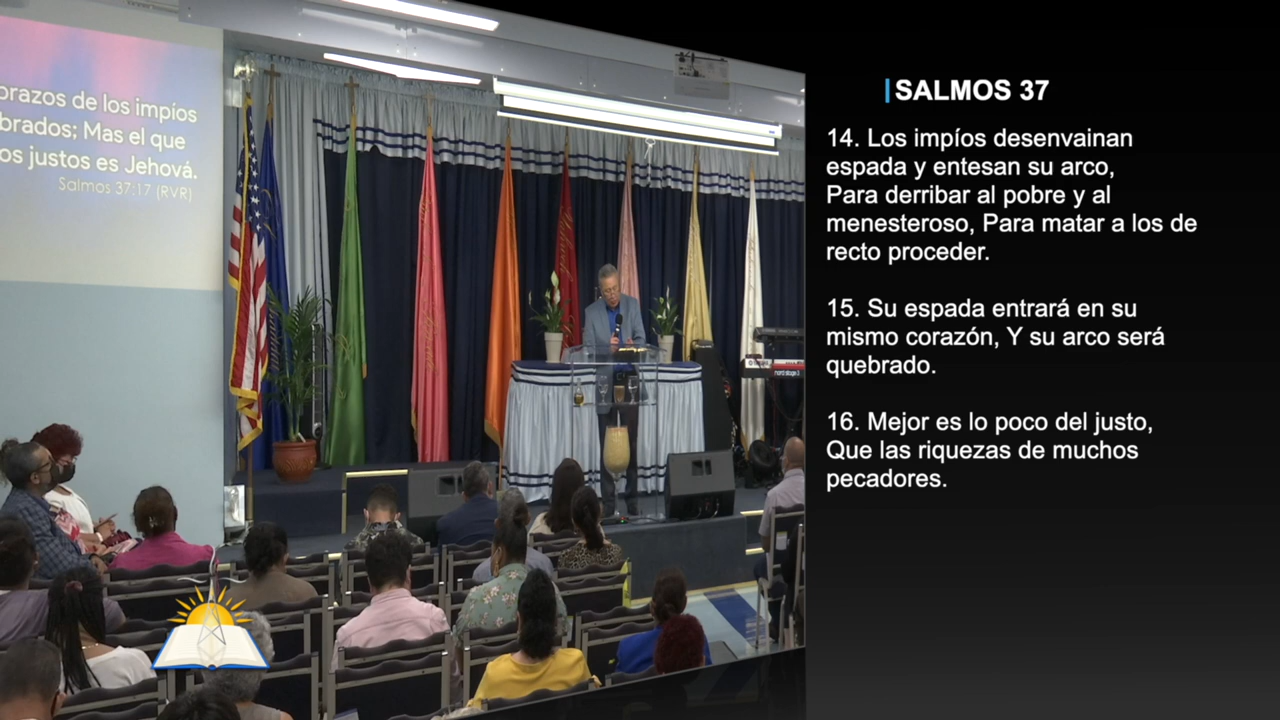 brazos de los impíos
brados; Mas el que
os justos es Jehová.
Salmos 37:17 (RVR)
SALMOS 37
14. Los impíos desenvainan
espada y entesan su arco,
Para derribar al pobre y al
menesteroso, Para matar a los de
recto proceder.
15. Su espada entrará en su
mismo corazón, Y su arco será
quebrado.
16. Mejor es lo poco del justo,
Que las riquezas de muchos
pecadores.
nord stage 3